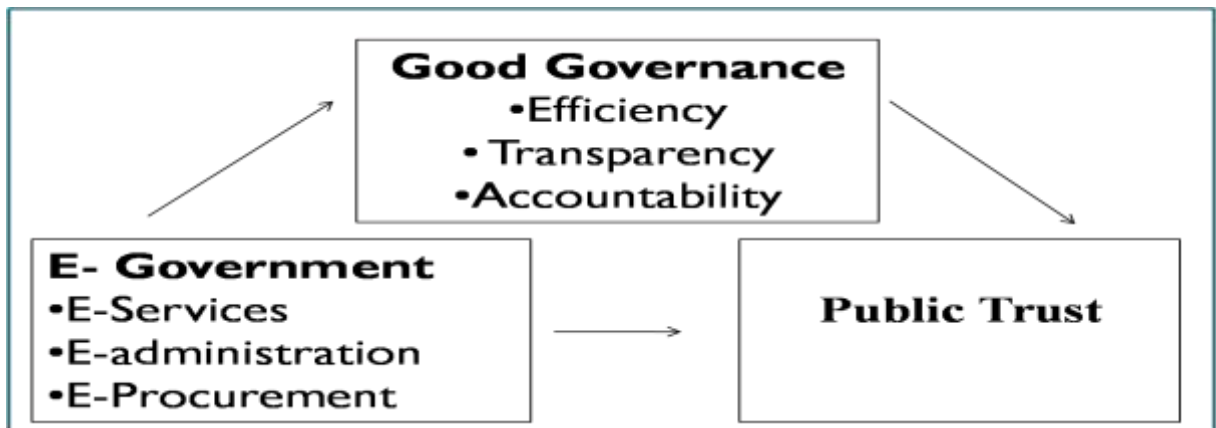 Good Governance
•Efficiency
• Transparency
•Accountability
E- Government
•E-Services
•E-administration
•E-Procurement
Public Trust